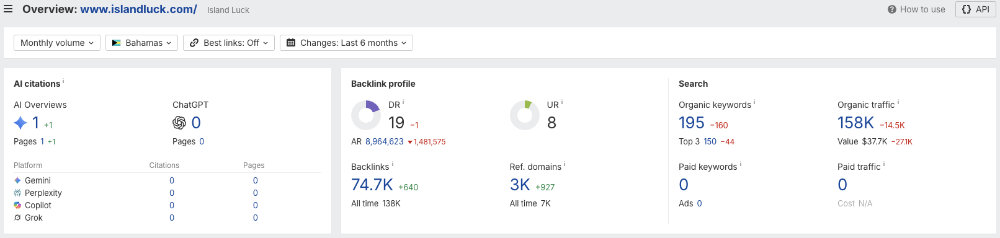 Overview: www.islandluck.com/ Island Luck
How to use
API
Monthly volume
Bahamas
Best links: Off
Changes: Last 6 months
AI citations i
AI Overviews
1 +1
Pages 1 +1
ChatGPT
0
Pages 0
Platform Citations Pages
Gemini 0 0
Perplexity 0 0
Copilot 0 0
Grok 0 0
Backlink profile
DR i
19 −1
AR 8,964,623 1,481,575
UR i
8
Backlinks i
74.7K +640
All time 138K
Ref. domains i
3K +927
All time 7K
Search
Organic keywords i
195 −160
Top 3 150 −44
Organic traffic i
158K −14.5K
Value $37.7K −27.1K
Paid keywords i
0
Ads 0
Paid traffic i
0
Cost N/A